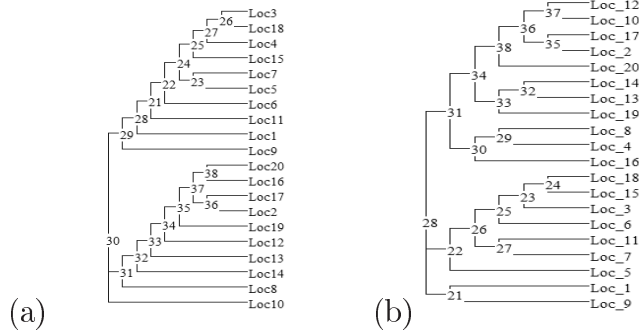 Loc3
26
Loc18
27
Loc4
25
Loc15
24
Loc7
23
Loc5
22
Loc6
21
Loc11
28
Loc1
29
Loc9
Loc20
38
Loc16
37
Loc17
36
Loc2
35
Loc19
34
Loc12
33
Loc13
32
Loc14
31
Loc8
30
Loc10
(a)
Loc_12
37
Loc_10
36
Loc_17
35
Loc_2
38
Loc_20
34
Loc_14
32
Loc_13
33
Loc_19
31
Loc_8
29
Loc_4
30
Loc_16
Loc_18
24
Loc_15
23
Loc_3
25
Loc_6
26
Loc_11
27
Loc_7
22
Loc_5
28
Loc_1
21
Loc_9
(b)